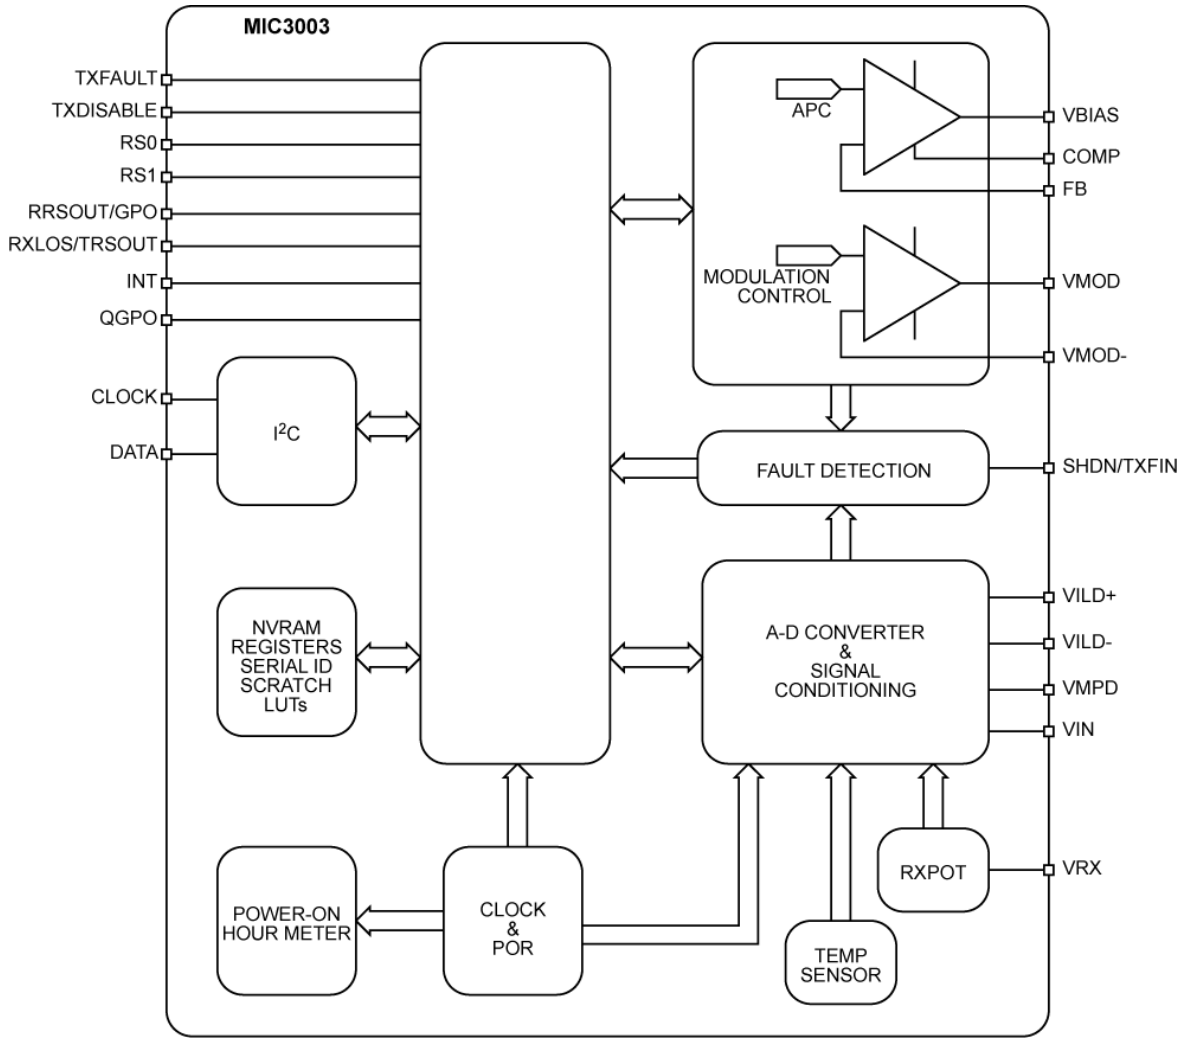 MIC3003
TXFAULT
TXDISABLE
RS0
RS1
RRSOUT/GPO
RXLOS/TRSOUT
INT
QGPO
CLOCK
DATA
I²C
NVRAM
REGISTERS
SERIAL ID
SCRATCH
LUTs
POWER-ON
HOUR METER
CLOCK
&
POR
APC
MODULATION
CONTROL
FAULT DETECTION
A-D CONVERTER
&
SIGNAL
CONDITIONING
RXPOT
TEMP
SENSOR
VBIAS
COMP
FB
VMOD
VMOD-
SHDN/TXFIN
VILD+
VILD-
VMPD
VIN
VRX